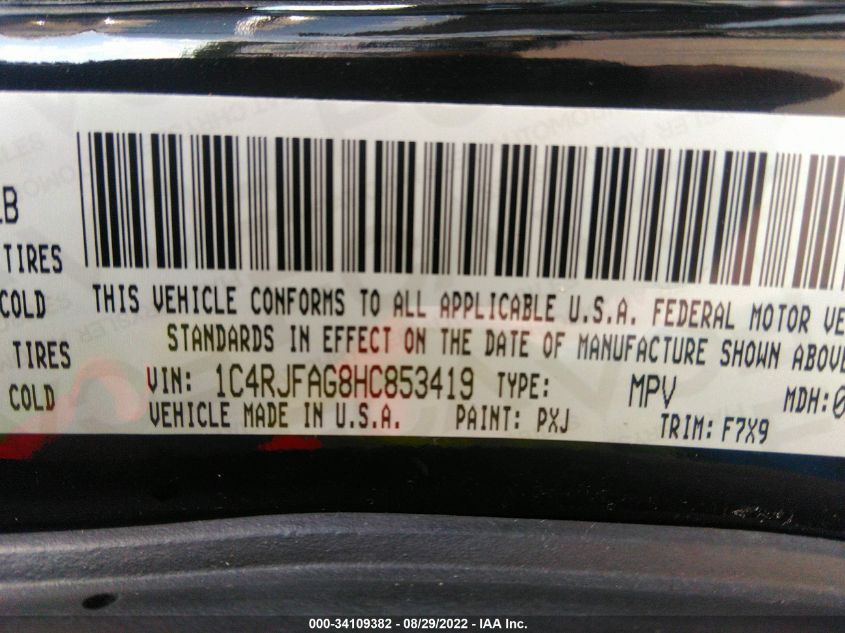 LB
TIRES
COLD
TIRES
COLD
THIS VEHICLE CONFORMS TO ALL APPLICABLE U.S.A. FEDERAL MOTOR VE
STANDARDS IN EFFECT ON THE DATE OF MANUFACTURE SHOWN ABOVE
VIN: 1C4RJFAG8HC853419 TYPE: MPV MDH:0
VEHICLE MADE IN U.S.A. PAINT: PXJ TRIM: F7X9
000-34109382 - 08/29/2022 - IAA Inc.